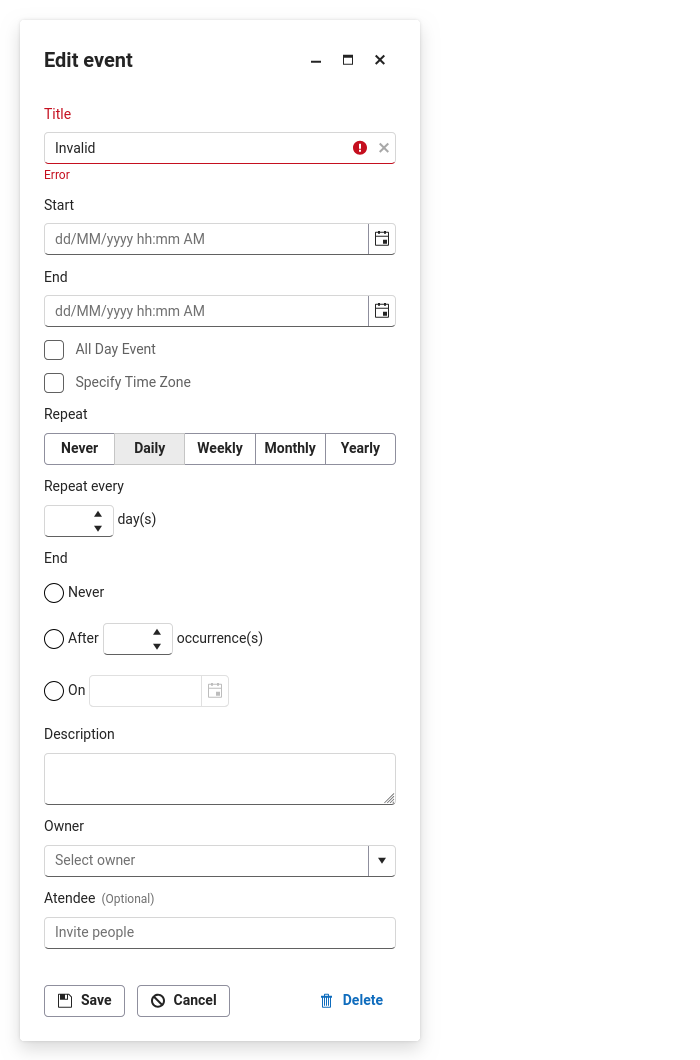 Edit event
Title
Invalid
Error
Start
dd/MM/yyyy hh:mm AM
End
dd/MM/yyyy hh:mm AM
All Day Event
Specify Time Zone
Repeat
Never Daily Weekly Monthly Yearly
Repeat every
day(s)
End
Never
After occurrence(s)
On
Description
Owner
Select owner
Atendee (Optional)
Invite people
Save Cancel Delete